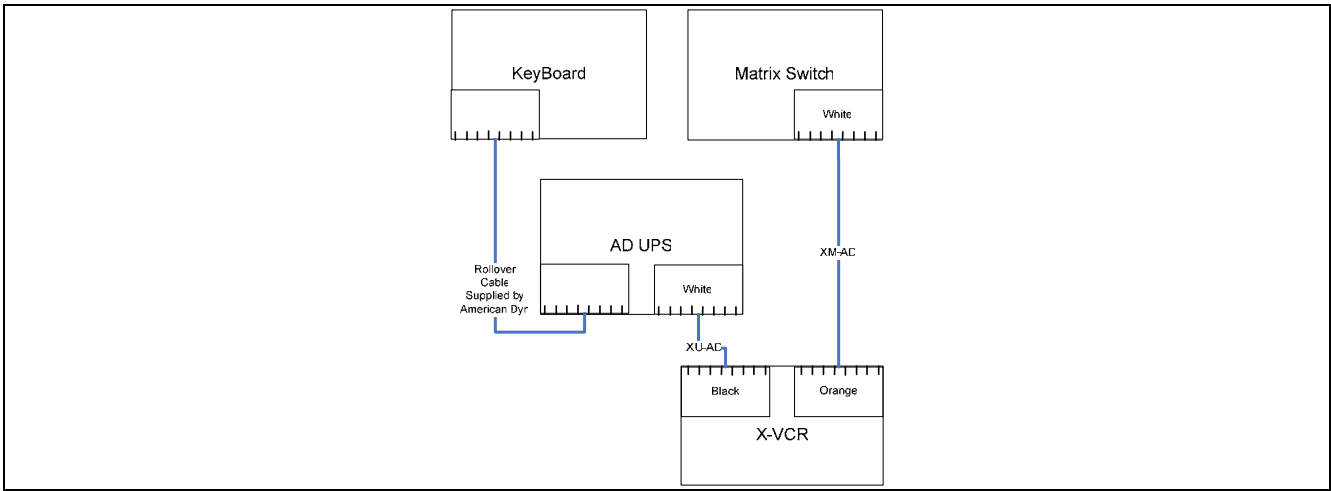 KeyBoard
Matrix Switch
White
AD UPS
White
Rollover
Cable
Supplied by
American Dyr
XM-AD
XU-AD
Black
Orange
X-VCR